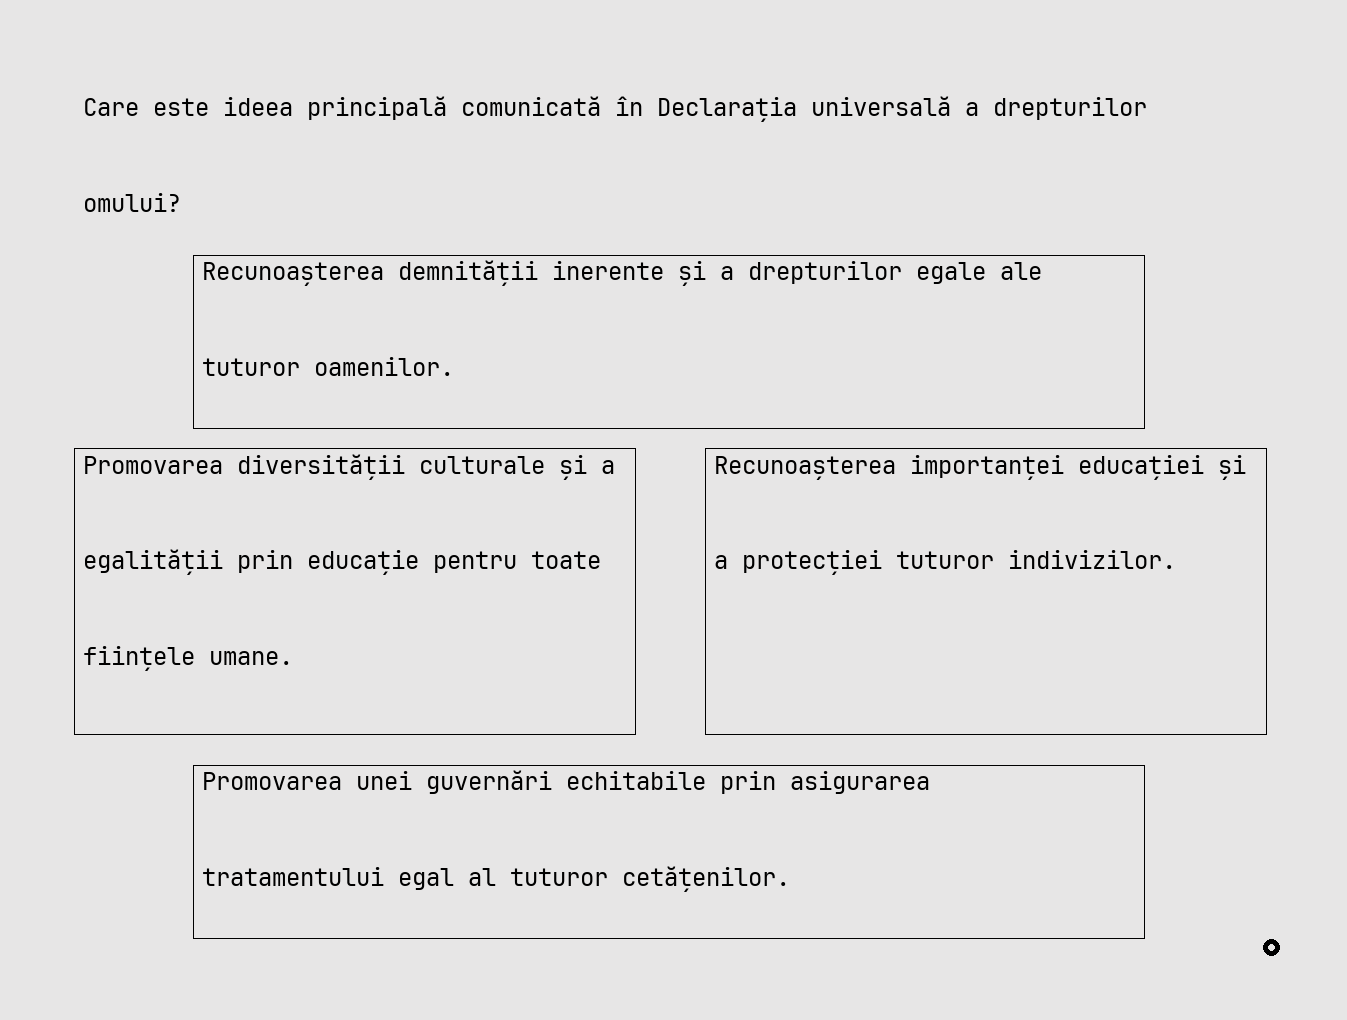 Care este ideea principală comunicată în Declarația universală a drepturilor
omului?
Recunoașterea demnității inerente și a drepturilor egale ale
tuturor oamenilor.
Promovarea diversității culturale și a
egalității prin educație pentru toate
ființele umane.
Recunoașterea importanței educației și
a protecției tuturor indivizilor.
Promovarea unei guvernări echitabile prin asigurarea
tratamentului egal al tuturor cetățenilor.